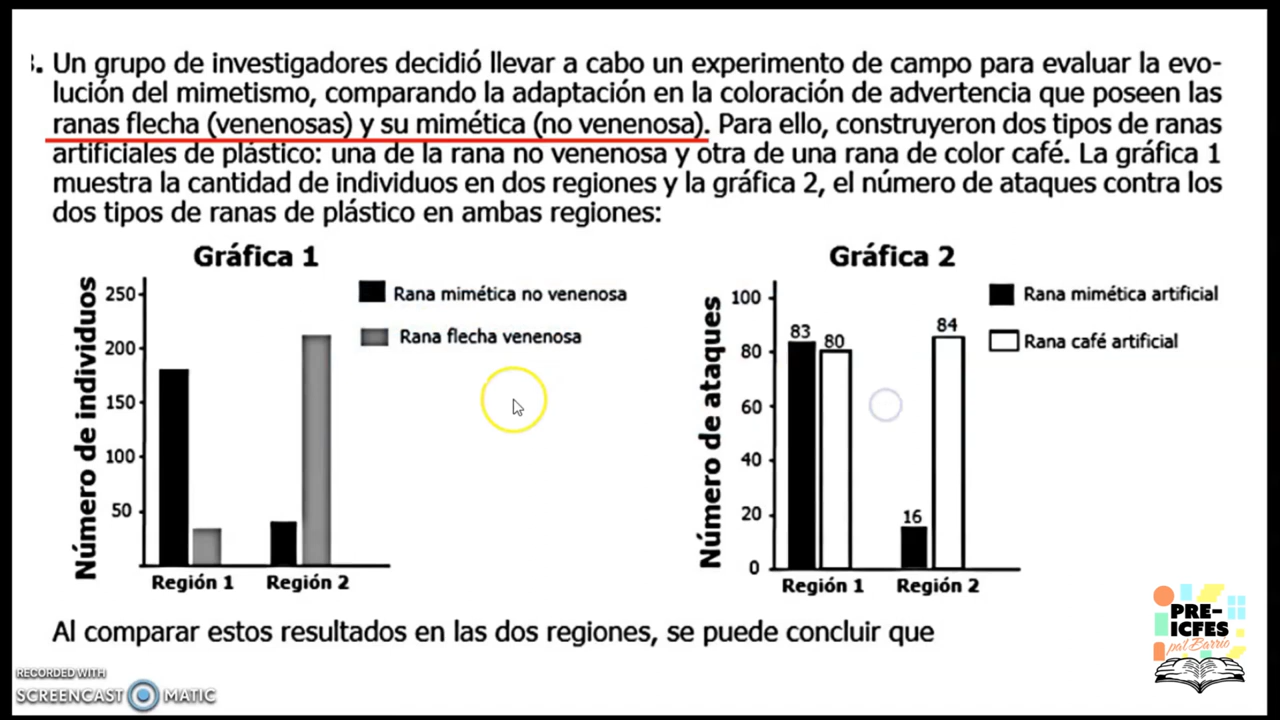 3. Un grupo de investigadores decidió llevar a cabo un experimento de campo para evaluar la evo-
lución del mimetismo, comparando la adaptación en la coloración de advertencia que poseen las
ranas flecha (venenosas) y su mimética (no venenosa). Para ello, construyeron dos tipos de ranas
artificiales de plástico: una de la rana no venenosa y otra de una rana de color café. La gráfica 1
muestra la cantidad de individuos en dos regiones y la gráfica 2, el número de ataques contra los
dos tipos de ranas de plástico en ambas regiones:
Gráfica 1
Número de individuos
250
200
150
100
50
Región 1
Región 2
Rana mimética no venenosa
Rana flecha venenosa
Gráfica 2
Número de ataques
100
80
60
40
20
0
83
80
16
84
Región 1
Región 2
Rana mimética artificial
Rana café artificial
Al comparar estos resultados en las dos regiones, se puede concluir que
PRE-
ICFES
pat Barrio
RECORDED WITH
SCREENCAST MATIC